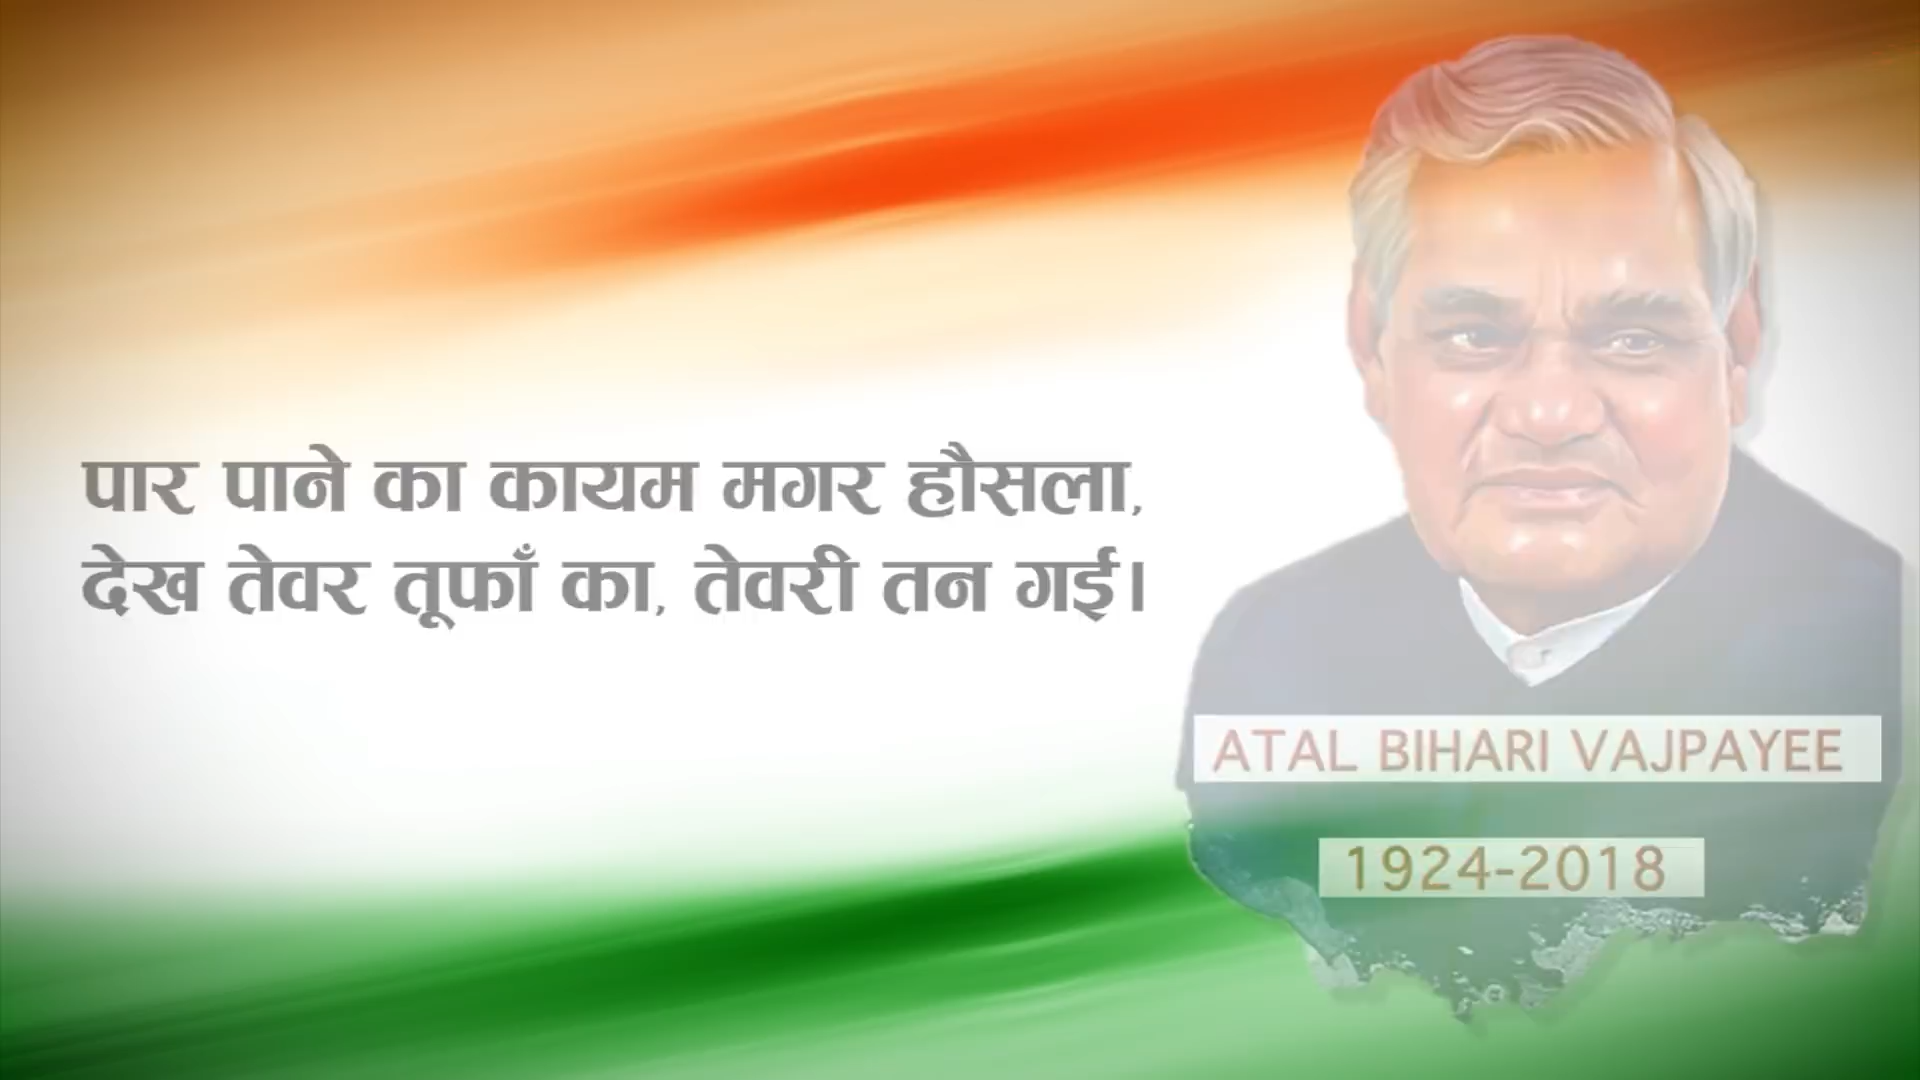 पार पाने का कायम मगर हौसला,
देख तेवर तूफाँ का, तेवरी तन गई।
ATAL BIHARI VAJPAYEE
1924-2018